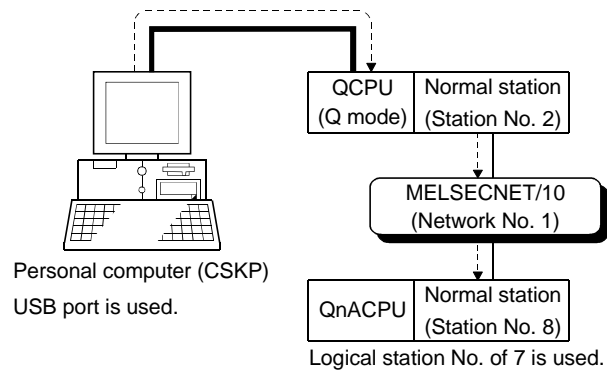 QCPU
(Q mode)
Normal station
(Station No. 2)
MELSECNET/10
(Network No. 1)
Personal computer (CSKP)
USB port is used.
QnACPU
Normal station
(Station No. 8)
Logical station No. of 7 is used.